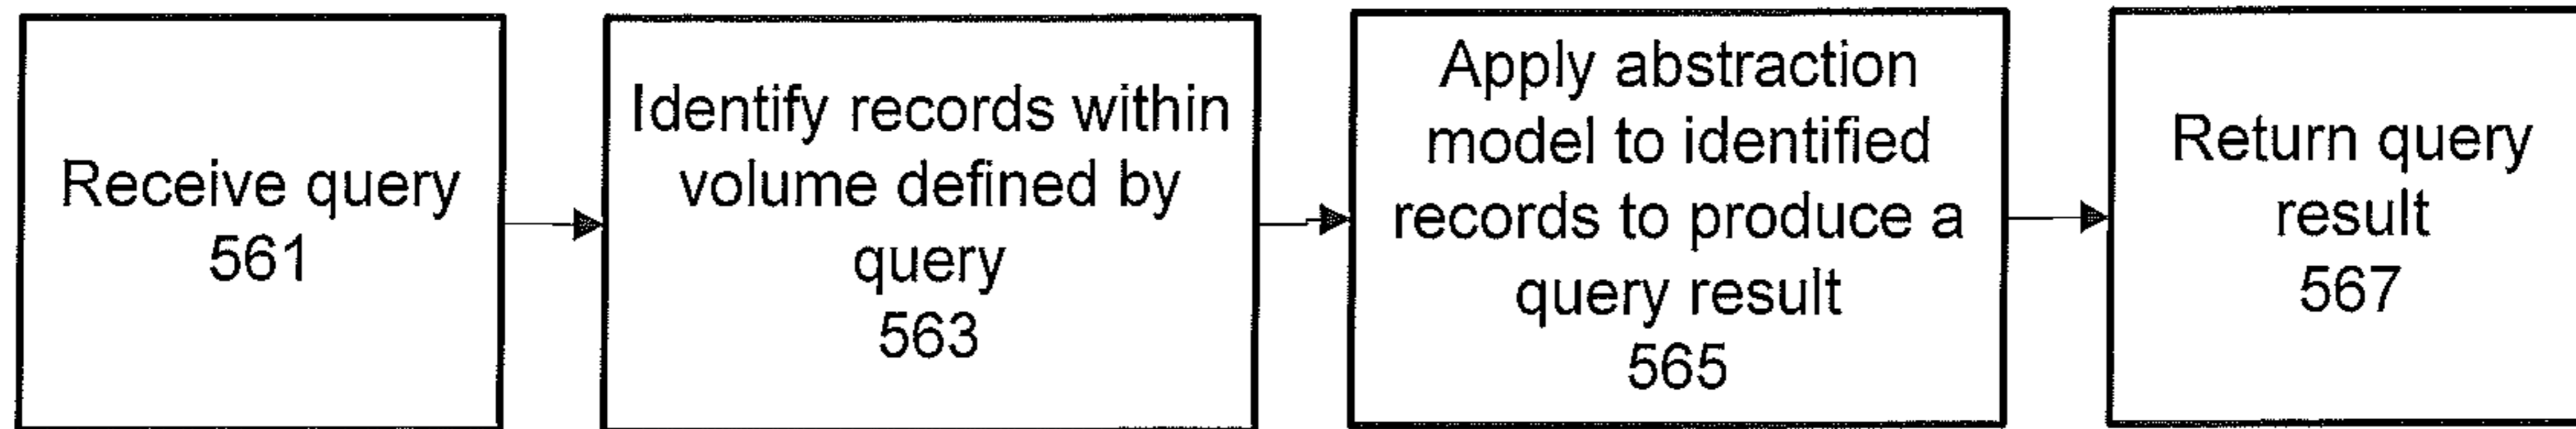 Receive query
561
Identify records within
volume defined by
query
563
Apply abstraction
model to identified
records to produce a
query result
565
Return query
result
567